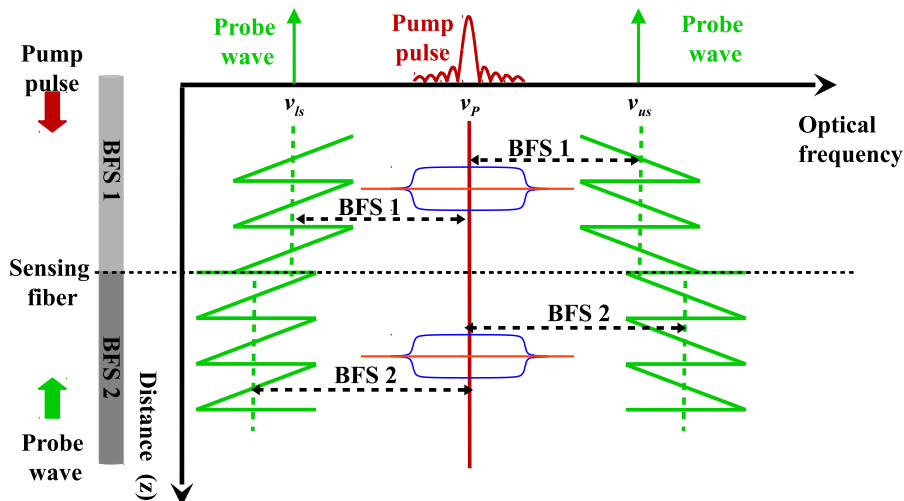 Probe
wave
Pump
pulse
Probe
wave
Pump
pulse
v_ls
v_P
v_us
Optical
frequency
BFS 1
BFS 1
BFS 1
Sensing
fiber
BFS 2
BFS 2
BFS 2
Distance (z)
Probe
wave